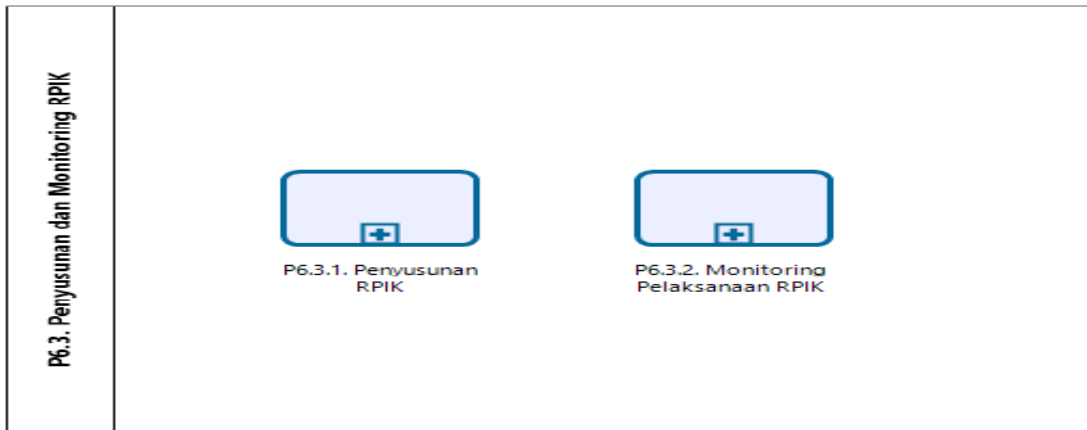 P6.3. Penyusunan dan Monitoring RPIK
P6.3.1. Penyusunan
RPIK
P6.3.2. Monitoring
Pelaksanaan RPIK